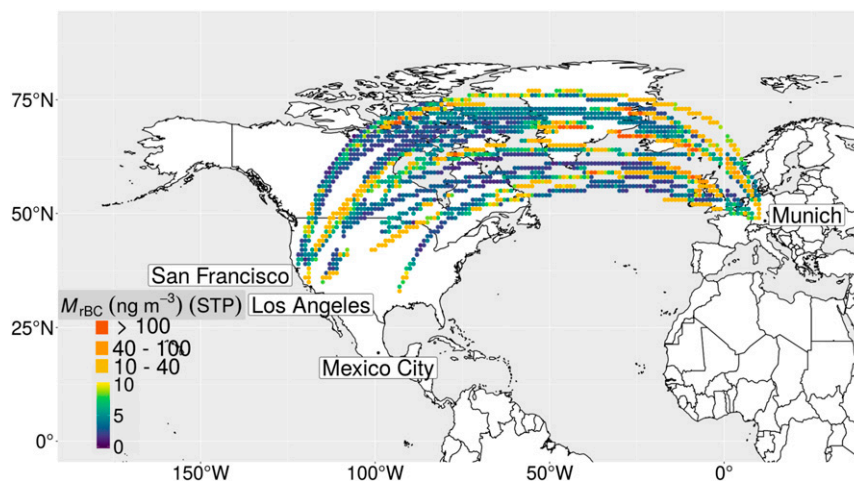 75°N
50°N
Munich
San Francisco
M_rBC (ng m⁻³) (STP)
Los Angeles
25°N
> 100
40 - 100
10 - 40
Mexico City
10
5
0
0°
150°W
100°W
50°W
0°